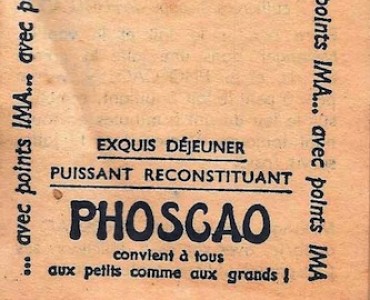 ... avec points IMA... avec
points IMA... avec points IMA
EXQUIS DÉJEUNER
PUISSANT RECONSTITUANT
PHOSCAO
convient à tous
aux petits comme aux grands !